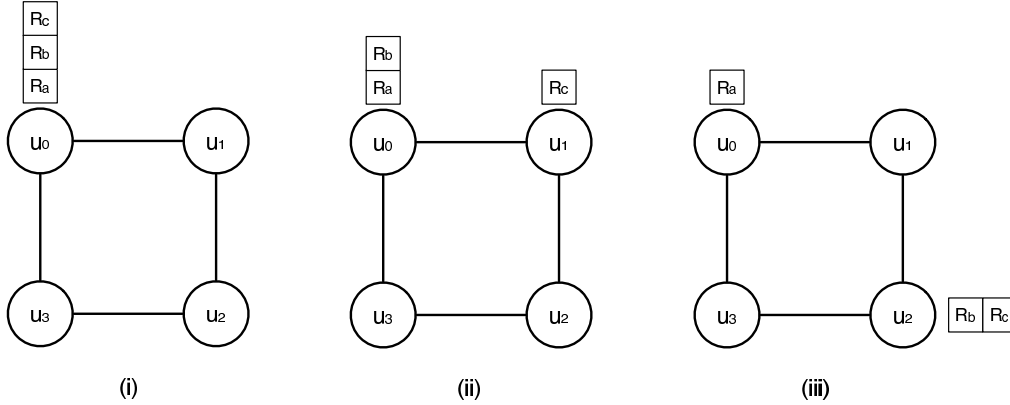 Rc
Rb Rb
Ra Ra Rc Ra
u0 u1 u0 u1 u0 u1
u3 u2 u3 u2 u3 u2 Rb Rc
(i) (ii) (iii)